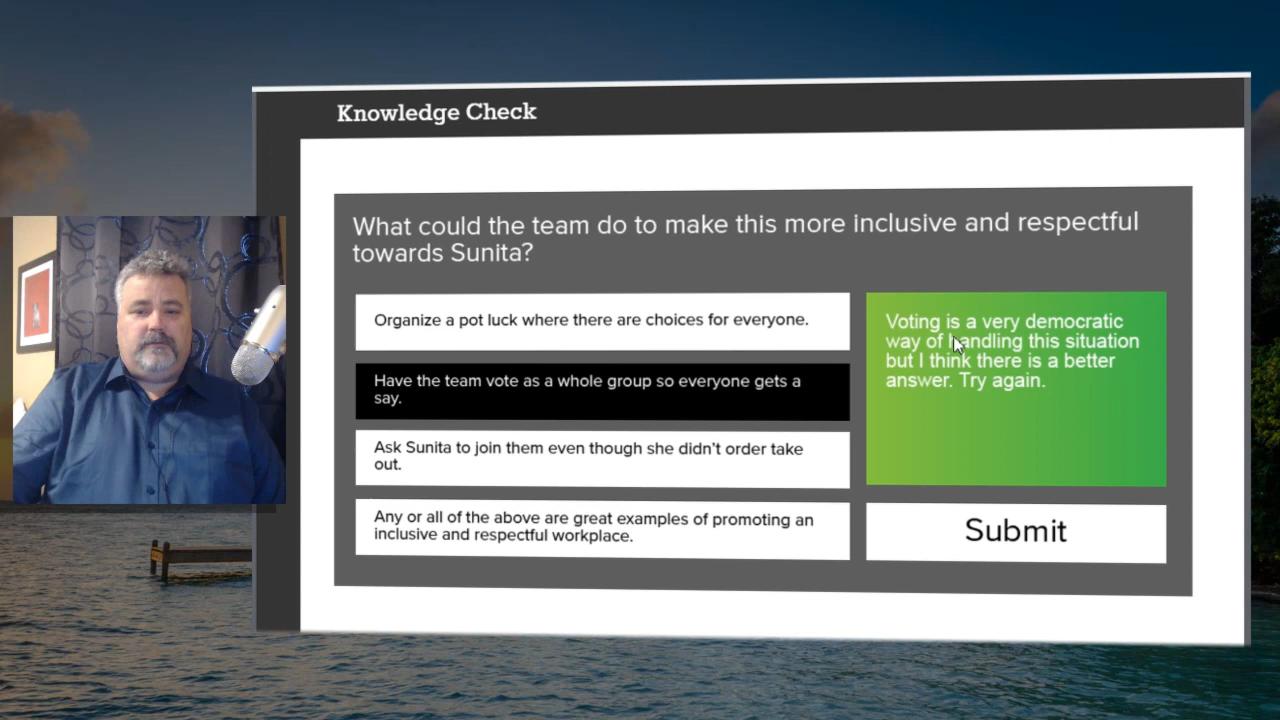 Knowledge Check
What could the team do to make this more inclusive and respectful
towards Sunita?
Organize a pot luck where there are choices for everyone.
Have the team vote as a whole group so everyone gets a
say.
Ask Sunita to join them even though she didn't order take
out.
Any or all of the above are great examples of promoting an
inclusive and respectful workplace.
Voting is a very democratic
way of handling this situation
but I think there is a better
answer. Try again.
Submit